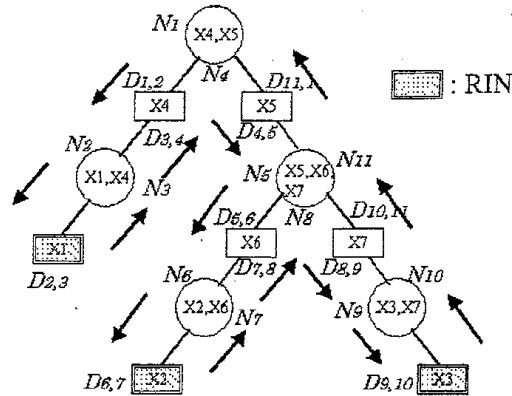 N1
X4,X5
N4
D1,2
D11,1
: RIN
X4
X5
D3,4
D4,5
N2
X1,X4
N3
N5
X5,X6
X7
N11
N8
X1
D2,3
D5,6
D10,11
X6
X7
D7,8
D8,9
N6
X2,X6
N7
N9
X3,X7
N10
X2
D6,7
D9,10
X3